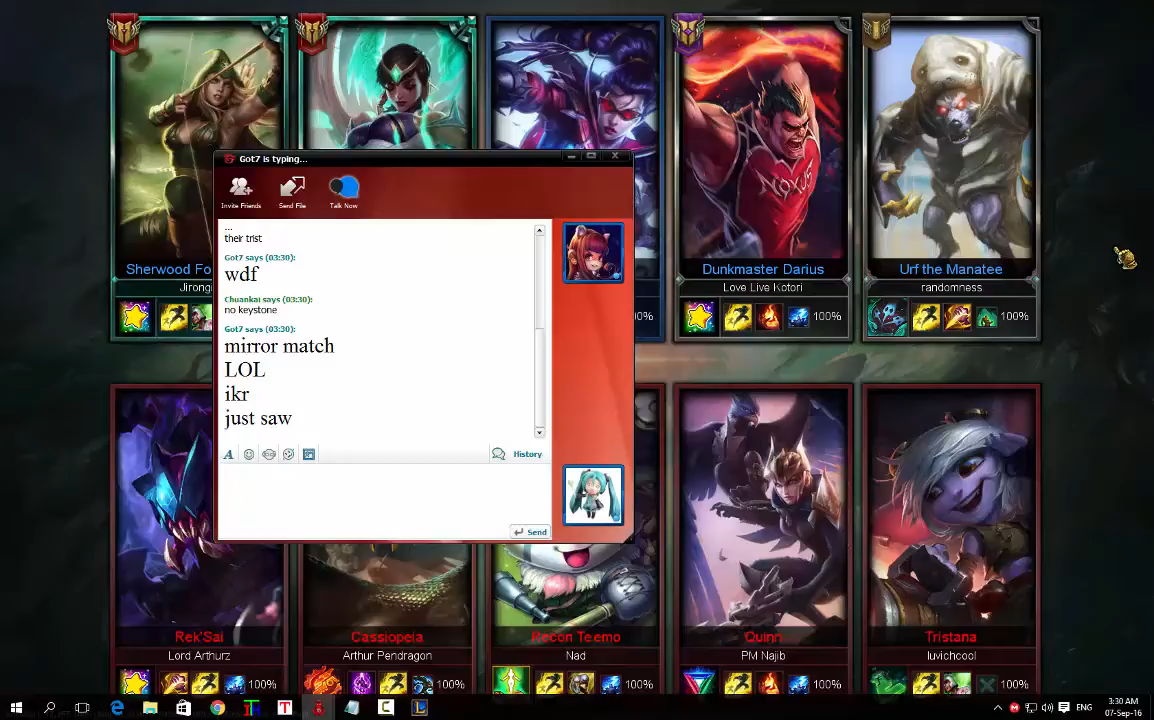 Got7 is typing...
Invite Friends
Send File
Talk Now
...
their trist
Got7 says (03:30):
wdf
Chuankai says (03:30):
no keystone
Got7 says (03:30):
mirror match
LOL
ikr
just saw
History
Send
NOXUS
Sherwood Fo
Jirongi
00%
Dunkmaster Darius
Love Live Kotori
100%
Urf the Manatee
randomness
100%
Rek'Sai
Lord Arthurz
100%
Cassiopeia
Arthur Pendragon
100%
Recon Teemo
Nad
100%
Quinn
PM Najib
100%
Tristana
luvichcool
100%
ENG
3:30 AM
07-Sep-16